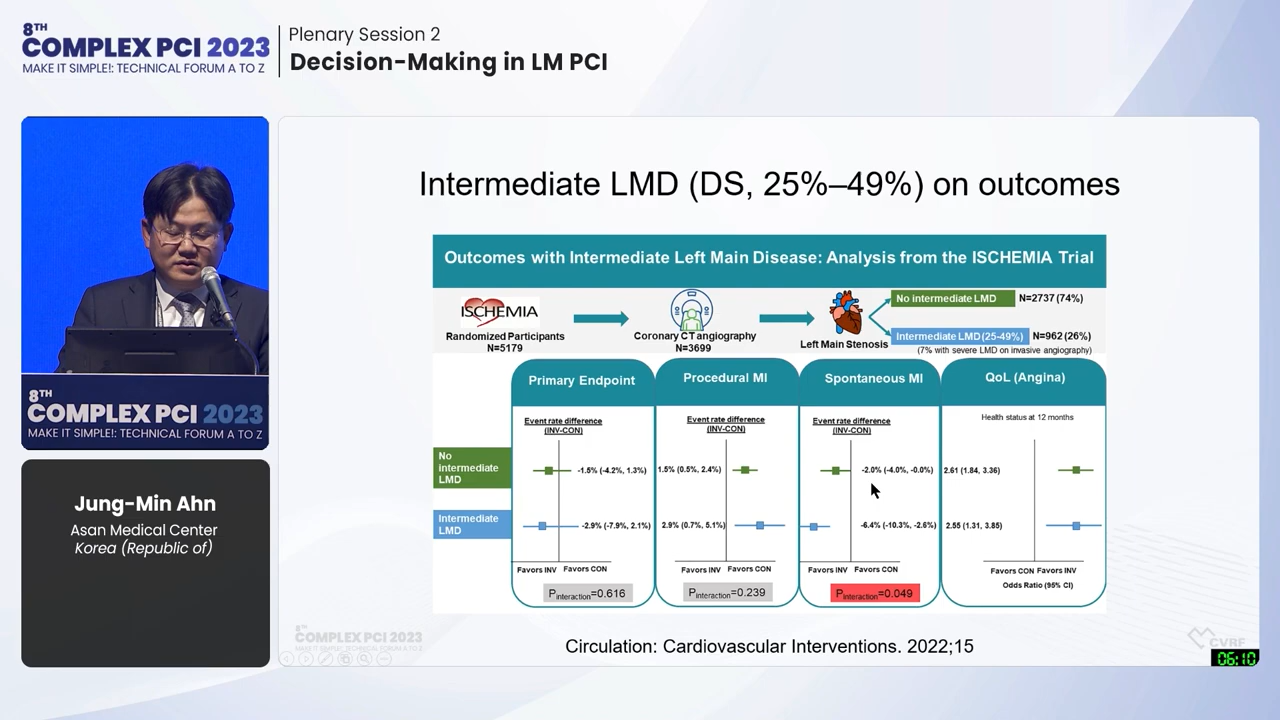 8TH
COMPLEX PCI 2023
MAKE IT SIMPLE!: TECHNICAL FORUM A TO Z
Plenary Session 2
Decision-Making in LM PCI
8TH
COMPLEX PCI 2023
MAKE IT SIMPLE!: TECHNICAL FORUM A TO Z
Jung-Min Ahn
Asan Medical Center
Korea (Republic of)
Intermediate LMD (DS, 25%–49%) on outcomes
Outcomes with Intermediate Left Main Disease: Analysis from the ISCHEMIA Trial
ISCHEMIA
Randomized Participants
N=5179
Coronary CT angiography
N=3699
Left Main Stenosis
No intermediate LMD N=2737 (74%)
Intermediate LMD (25-49%) N=962 (26%)
(7% with severe LMD on invasive angiography)
Primary Endpoint Procedural MI Spontaneous MI QoL (Angina)
Event rate difference
(INV-CON)
Event rate difference
(INV-CON)
Event rate difference
(INV-CON)
Health status at 12 months
No
intermediate
LMD
-1.5% (-4.2%, 1.3%) 1.5% (0.5%, 2.4%) -2.0% (-4.0%, -0.0%) 2.61 (1.84, 3.36)
Intermediate
LMD
-2.9% (-7.9%, 2.1%) 2.9% (0.7%, 5.1%) -6.4% (-10.3%, -2.6%) 2.55 (1.31, 3.85)
Favors INV Favors CON Favors INV Favors CON Favors INV Favors CON Favors CON Favors INV
Odds Ratio (95% CI)
Pinteraction=0.616 Pinteraction=0.239 Pinteraction=0.049
8TH
COMPLEX PCI 2023
MAKE IT SIMPLE!: TECHNICAL FORUM A TO Z
Circulation: Cardiovascular Interventions. 2022;15
CVRF
06:10